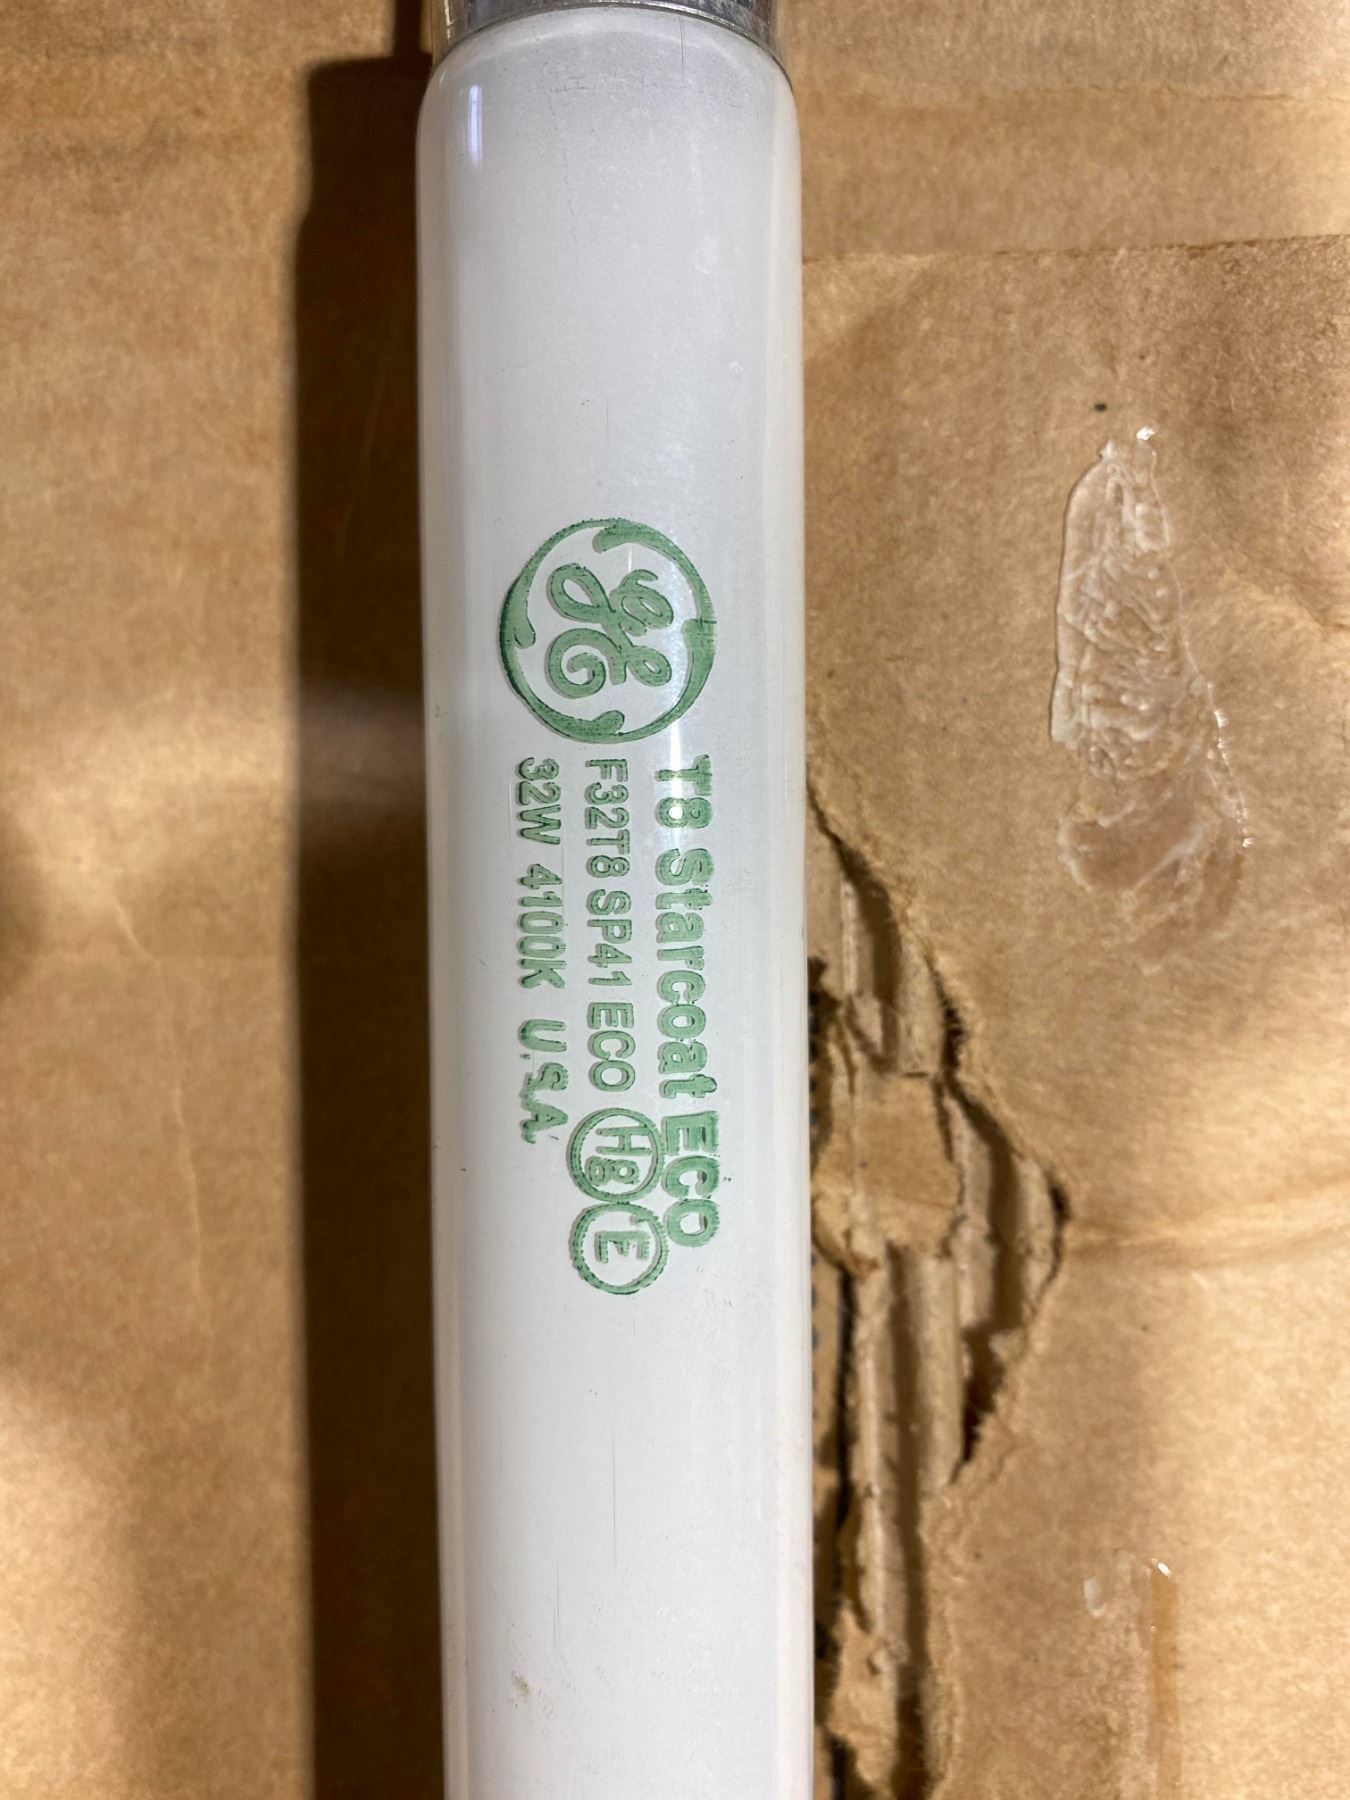 GE
T8 Starcoat ECO
F32T8 SP41 ECO Hg E
32W 4100K U.S.A.